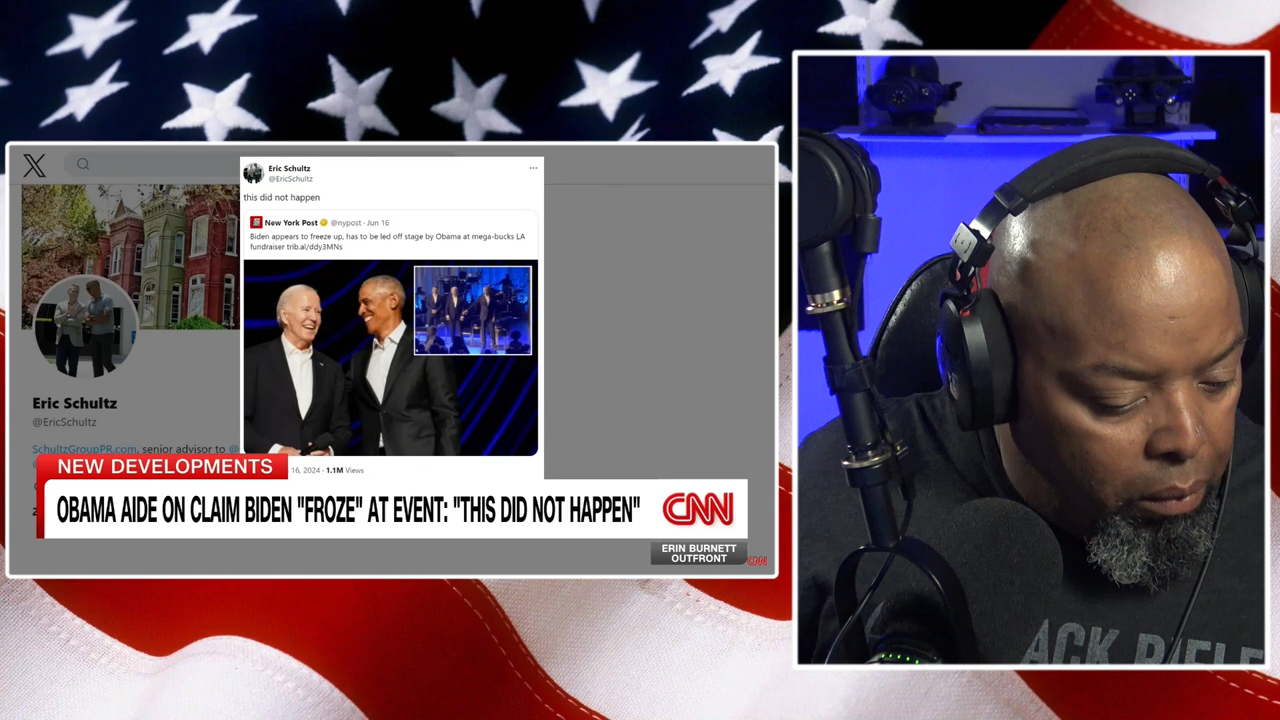 Eric Schultz
@EricSchultz
this did not happen
New York Post @nypost · Jun 16
Biden appears to freeze up, has to be led off stage by Obama at mega-bucks LA
fundraiser trib.al/ddy3MNs
Eric Schultz
@EricSchultz
SchultzGroupPR.com, senior advisor to @
16, 2024 · 1.1M Views
NEW DEVELOPMENTS
OBAMA AIDE ON CLAIM BIDEN "FROZE" AT EVENT: "THIS DID NOT HAPPEN"
CNN
ERIN BURNETT
OUTFRONT
CNN
ACK RIFLE